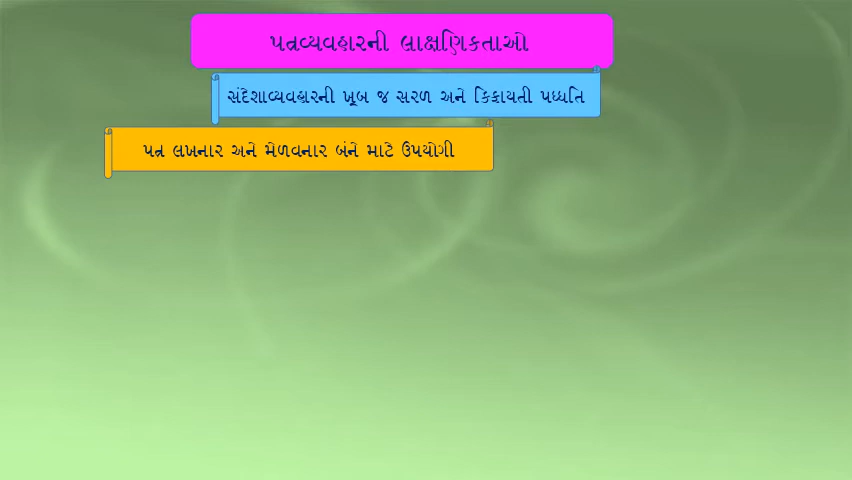 પત્રવ્યવહારની લાક્ષણિકતાઓ
સંદેશાવ્યવહારની ખૂબ જ સરળ અને કિફાયતી પધ્ધતિ
પત્ર લખનાર અને મેળવનાર બંને માટે ઉપયોગી